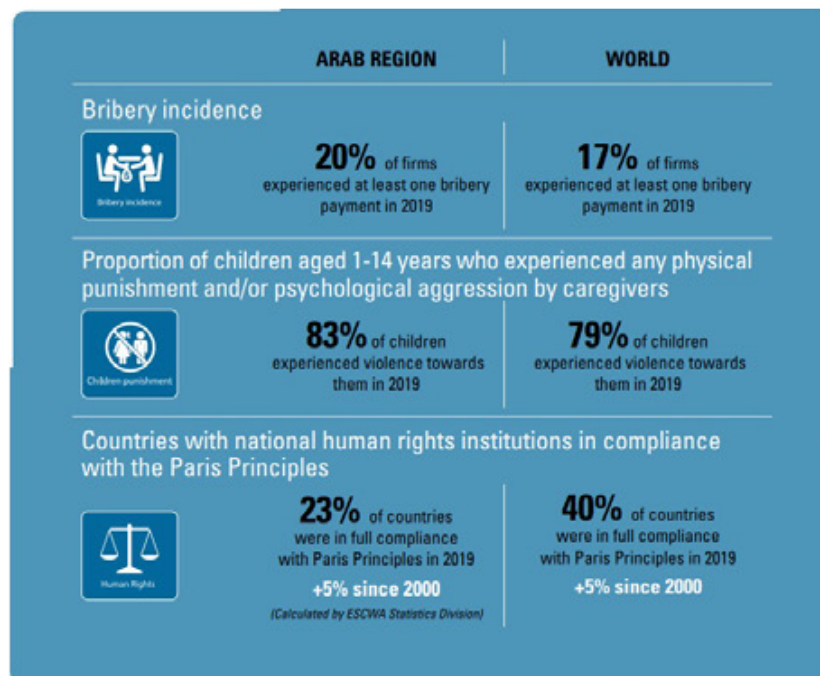 ARAB REGION
WORLD
Bribery incidence
Bribery incidence
20% of firms
experienced at least one bribery
payment in 2019
17% of firms
experienced at least one bribery
payment in 2019
Proportion of children aged 1-14 years who experienced any physical
punishment and/or psychological aggression by caregivers
Children punishment
83% of children
experienced violence towards
them in 2019
79% of children
experienced violence towards
them in 2019
Countries with national human rights institutions in compliance
with the Paris Principles
Human Rights
23% of countries
were in full compliance
with Paris Principles in 2019
+5% since 2000
(Calculated by ESCWA Statistics Division)
40% of countries
were in full compliance
with Paris Principles in 2019
+5% since 2000